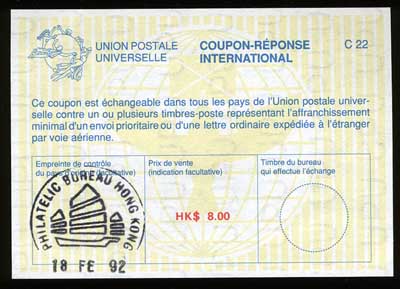 UNION POSTALE
UNIVERSELLE
COUPON-RÉPONSE
INTERNATIONAL
C 22
Ce coupon est échangeable dans tous les pays de l'Union postale univer-
selle contre un ou plusieurs timbres-poste représentant l'affranchissement
minimal d'un envoi prioritaire ou d'une lettre ordinaire expédiée à l'étranger
par voie aérienne.
Empreinte de contrôle
du pays d'origine (facultative)
Prix de vente
(indication facultative)
Timbre du bureau
qui effectue l'échange
PHILATELIC BUREAU HONG KONG
HK$ 8.00
18 FE 92